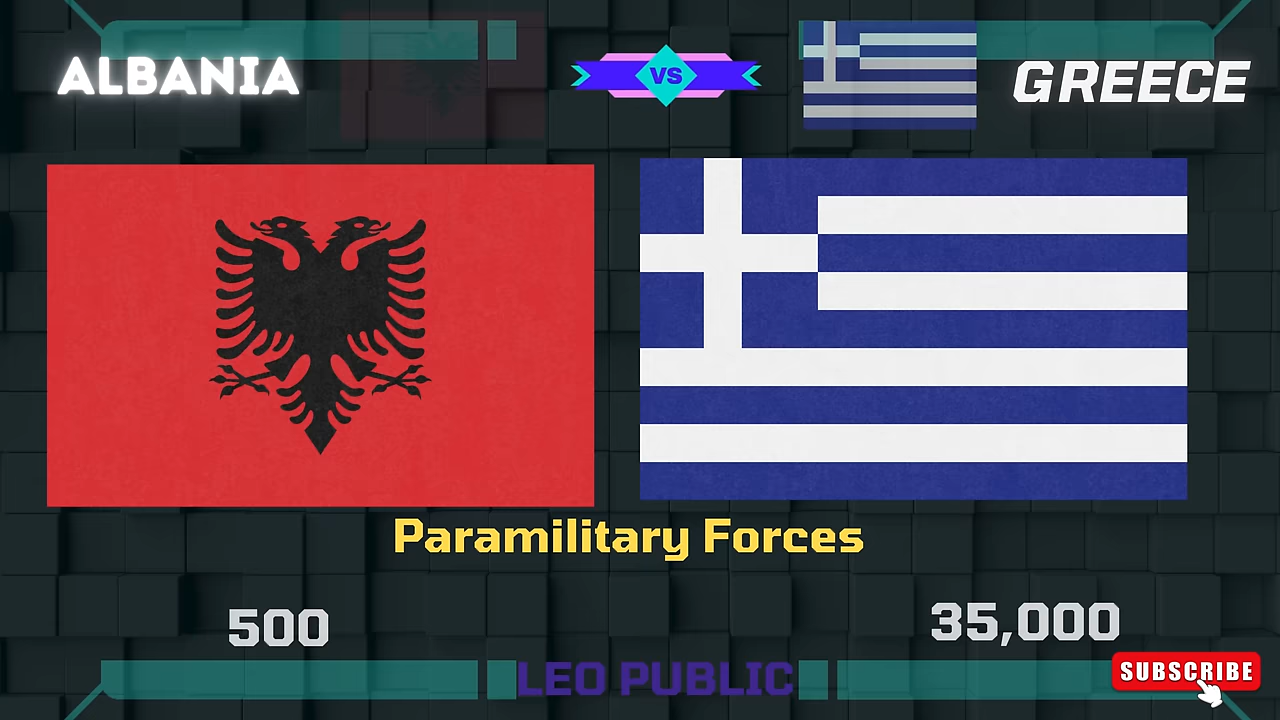 ALBANIA
VS
GREECE
Paramilitary Forces
500
35,000
LEO PUBLIC
SUBSCRIBE